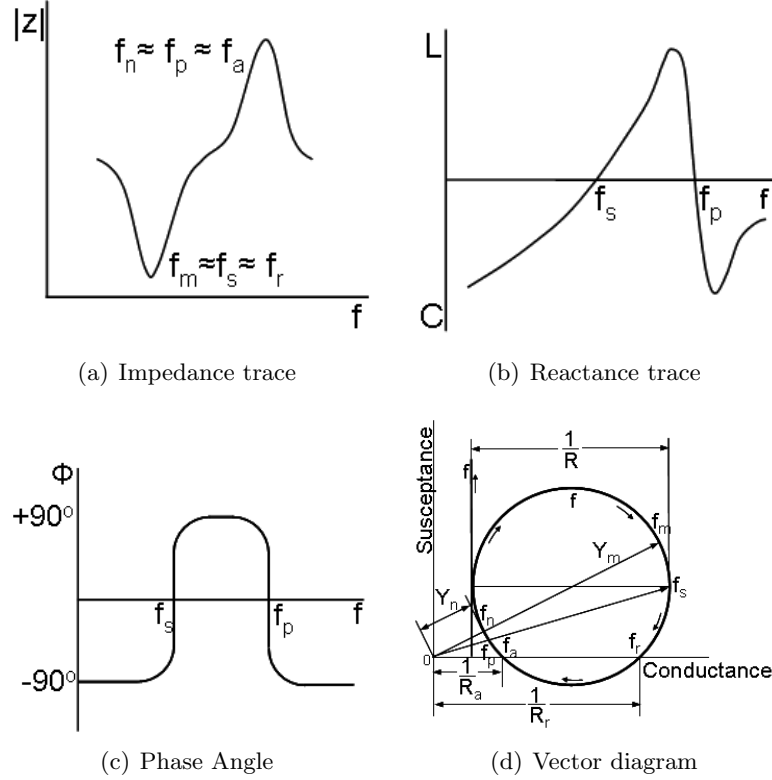 |z|
fn ≈ fp ≈ fa
fm≈fs≈ fr
f
(a) Impedance trace
L
fs
fp
f
C
(b) Reactance trace
Φ
+90°
fs
fp
f
-90°
(c) Phase Angle
Susceptance
1/R
f
f
fm
Ym
Yn
fs
fn
fr
fp
fa
0
Conductance
1/Ra
1/Rr
(d) Vector diagram